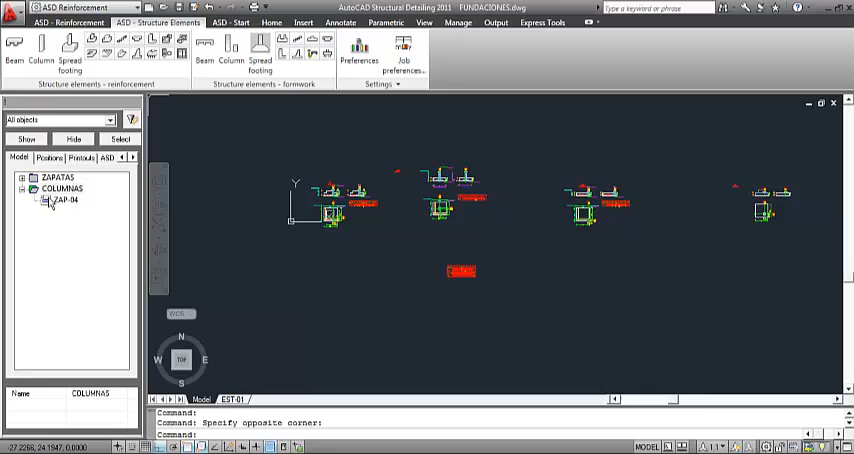 ASD Reinforcement
AutoCAD Structural Detailing 2011 FUNDACIONES.dwg
Type a keyword or phrase
ASD - Reinforcement ASD - Structure Elements ASD - Start Home Insert Annotate Parametric View Manage Output Express Tools
Beam Column Spread footing
Beam Column Spread footing
Preferences Job preferences...
Structure elements - reinforcement
Structure elements - formwork
Settings
All objects
Show Hide Select
Model Positions Printouts ASD
ZAPATAS
COLUMNAS
ZAP-04
Name COLUMNAS
Y
WCS
N
W TOP E
S
Model EST-01
Command:
Command: Specify opposite corner:
Command:
-27.2266, 24.1947, 0.0000
MODEL
1:1